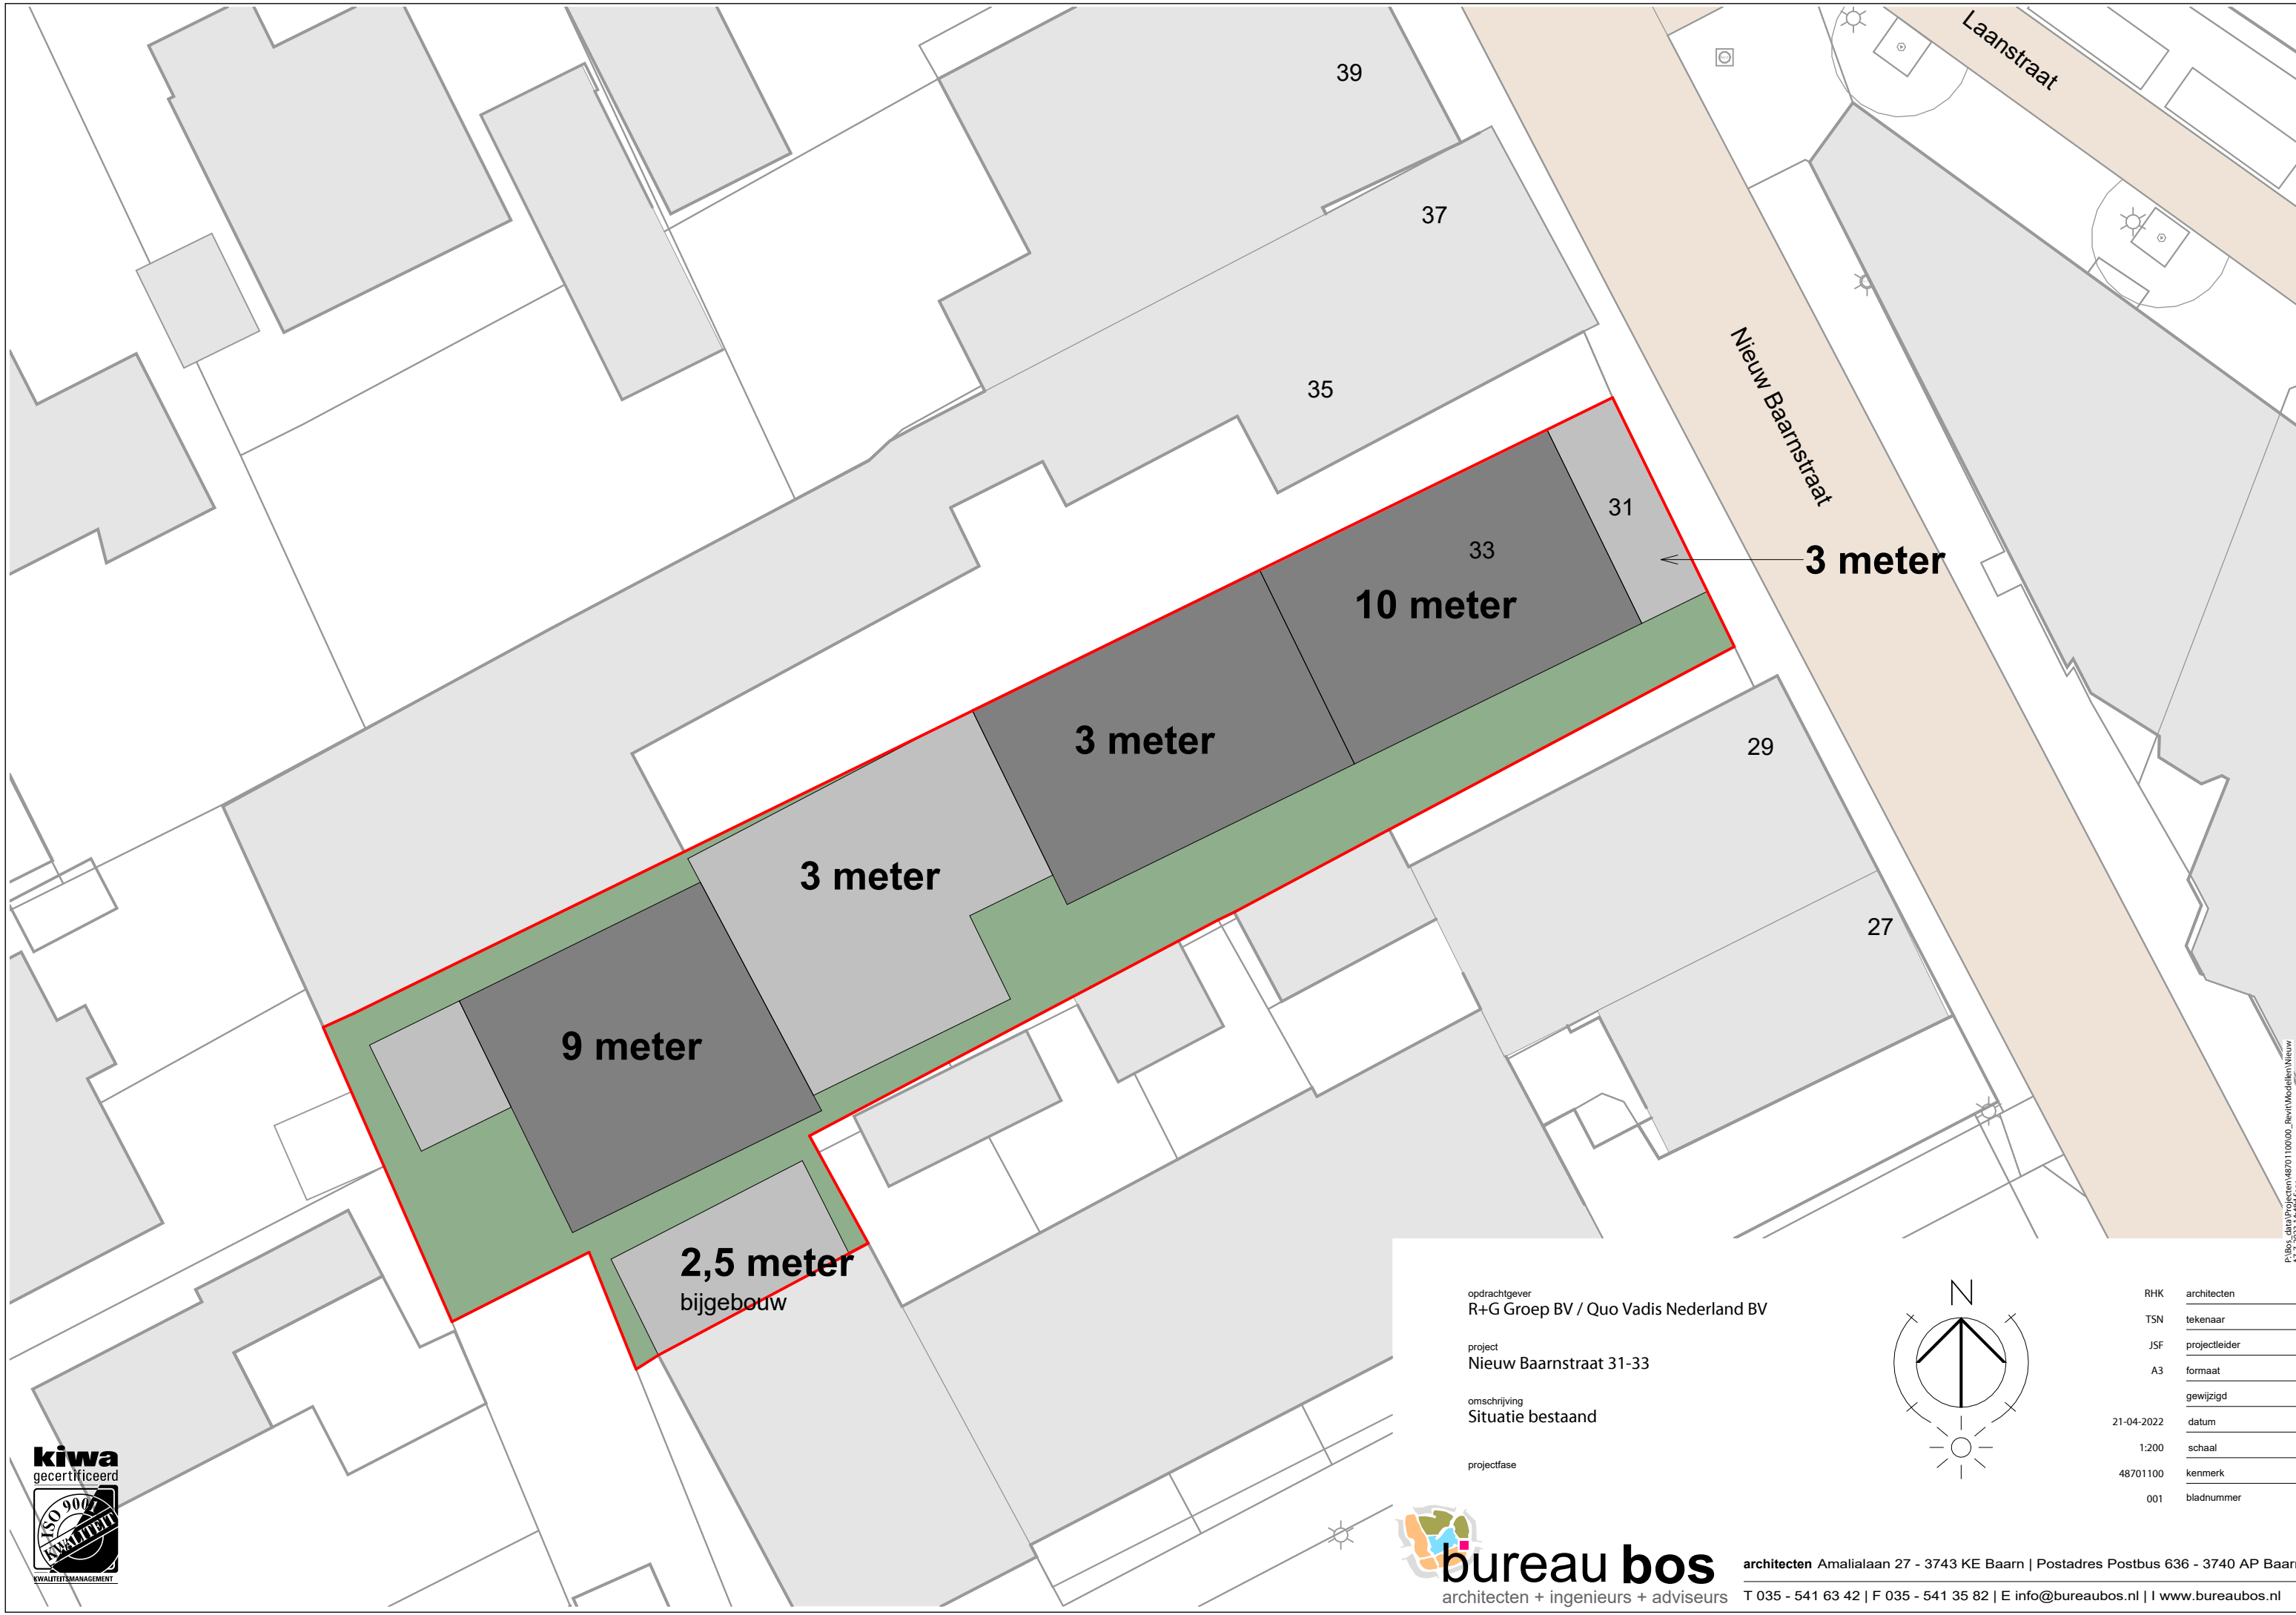 Laanstraat
39
37
35
Nieuw Baarnstraat
31
3 meter
33
10 meter
3 meter
29
3 meter
27
9 meter
2,5 meter
bijgebouw
opdrachtgever
R+G Groep BV / Quo Vadis Nederland BV
project
Nieuw Baarnstraat 31-33
omschrijving
Situatie bestaand
projectfase
N
RHK architecten
TSN tekenaar
JSF projectleider
A3 formaat
gewijzigd
21-04-2022 datum
1:200 schaal
48701100 kenmerk
001 bladnummer
kiwa
gecertificeerd
ISO 9001
KWALITEIT
KWALITEITSMANAGEMENT
bureau bos
architecten + ingenieurs + adviseurs
architecten Amalialaan 27 - 3743 KE Baarn | Postadres Postbus 636 - 3740 AP Baarn
T 035 - 541 63 42 | F 035 - 541 35 82 | E info@bureaubos.nl | I www.bureaubos.nl